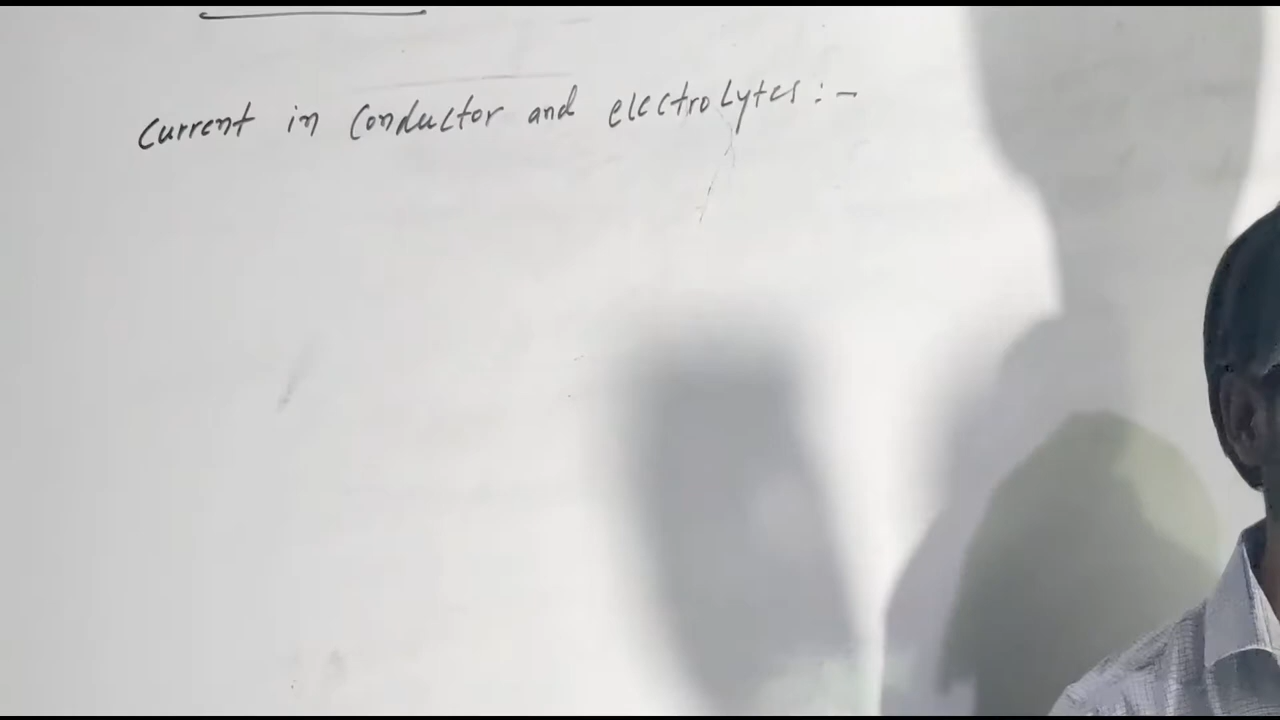 Current in Conductor and electrolytes :-